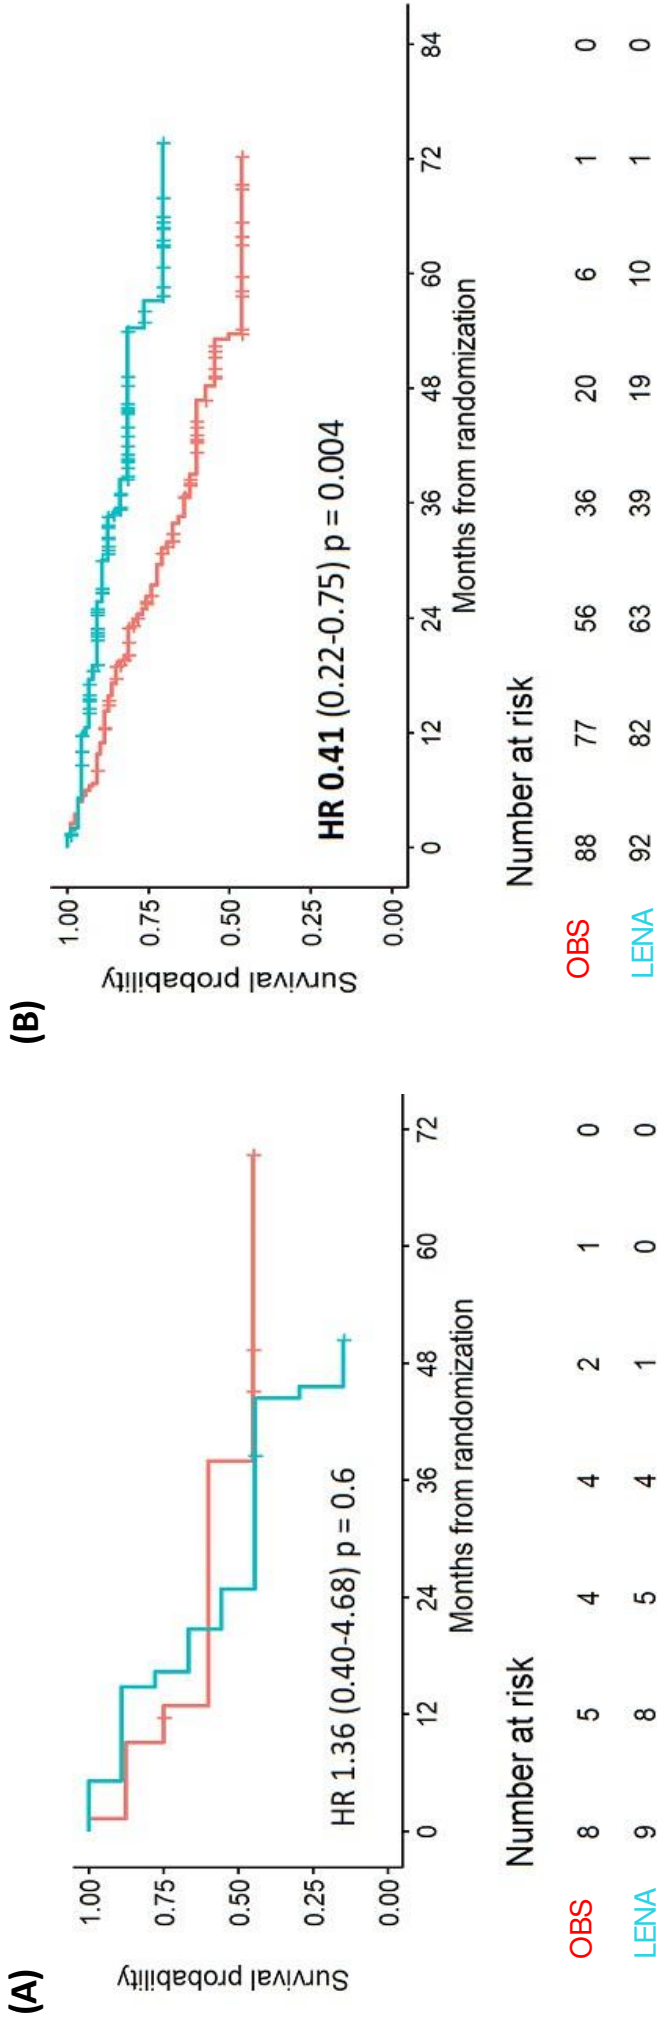 (A)
Survival probability
1.00
0.75
0.50
0.25
0.00
HR 1.36 (0.40-4.68) p = 0.6
0 12 24 36 48 60 72
Months from randomization
Number at risk
OBS 8 5 4 4 2 1 0
LENA 9 8 5 4 1 0 0
(B)
Survival probability
1.00
0.75
0.50
0.25
0.00
HR 0.41 (0.22-0.75) p = 0.004
0 12 24 36 48 60 72 84
Months from randomization
Number at risk
OBS 88 77 56 36 20 6 1 0
LENA 92 82 63 39 19 10 1 0